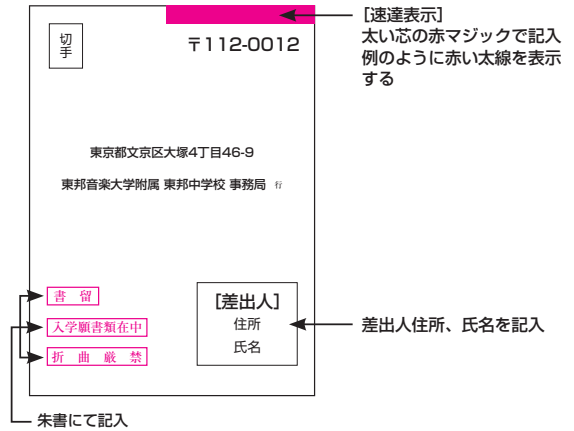 [速達表示]
太い芯の赤マジックで記入
例のように赤い太線を表示
する
切手
〒112-0012
東京都文京区大塚4丁目46-9
東邦音楽大学附属 東邦中学校 事務局 行
書 留
入学願書類在中
折 曲 厳 禁
[差出人]
住所
氏名
差出人住所、氏名を記入
朱書にて記入